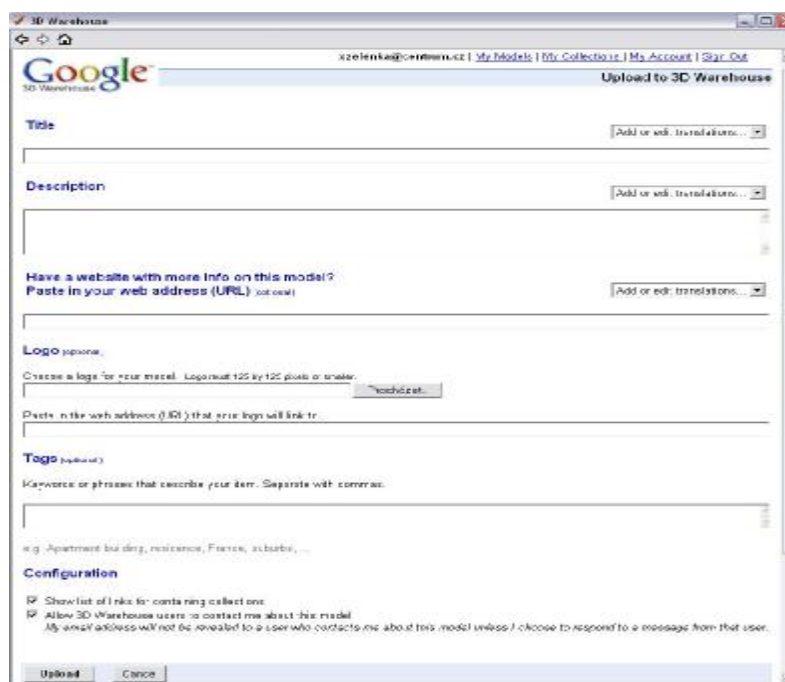 3D Warehouse
xzelenka@centrum.cz | My Models | My Collections | My Account | Sign Out
Google
3D Warehouse
Upload to 3D Warehouse
Title
Add or edit translations...
Description
Add or edit translations...
Have a website with more info on this model?
Paste in your web address (URL) (optional)
Add or edit translations...
Logo (optional)
Choose a logo for your model. Logo must 125 by 125 pixels or smaller.
Procházet...
Paste in the web address (URL) that your logo will link to.
Tags (optional)
Keywords or phrases that describe your item. Separate with commas.
e.g. Apartment building, residence, France, suburbs, ...
Configuration
Show list of links for containing collections
Allow 3D Warehouse users to contact me about this model
My email address will not be revealed to a user who contacts me about this model unless I choose to respond to a message from that user.
Upload Cancel